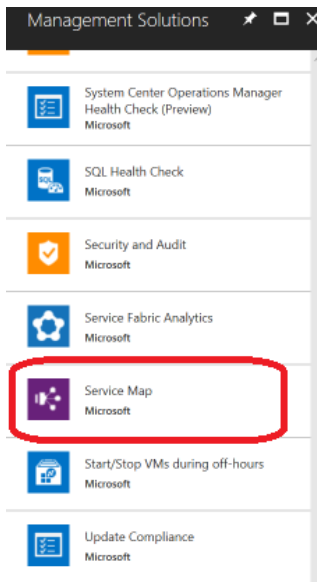 Management Solutions
System Center Operations Manager
Health Check (Preview)
Microsoft
SQL Health Check
Microsoft
Security and Audit
Microsoft
Service Fabric Analytics
Microsoft
Service Map
Microsoft
Start/Stop VMs during off-hours
Microsoft
Update Compliance
Microsoft